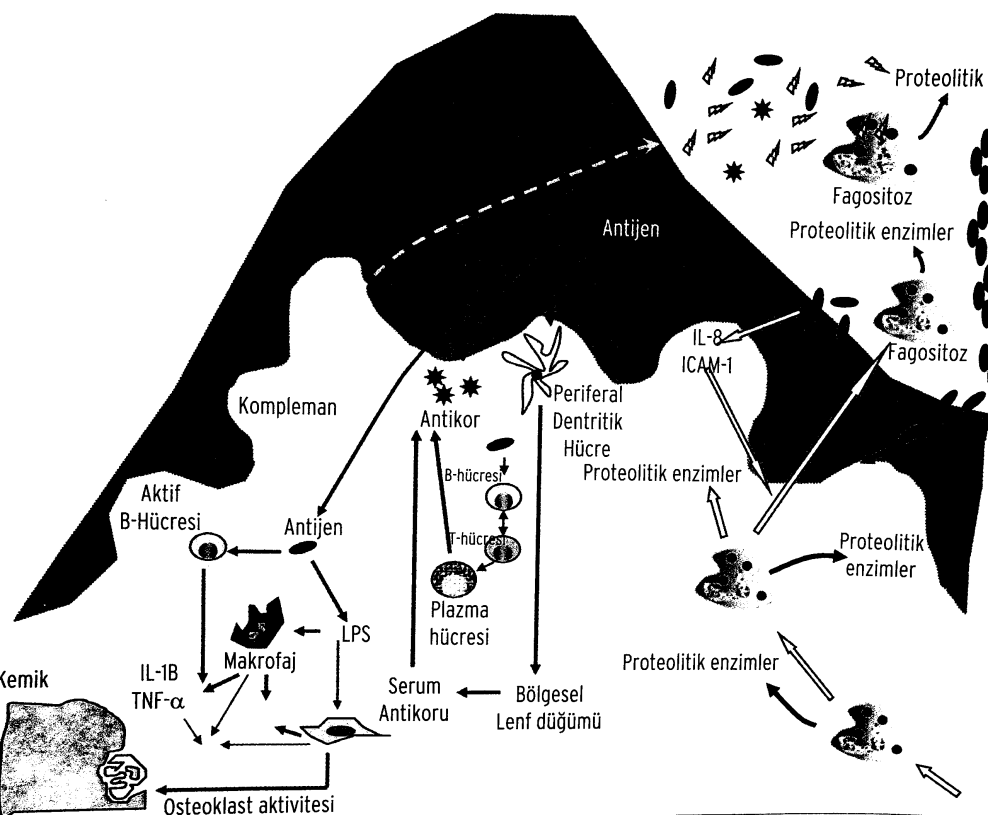 Proteolitik
Fagositoz
Antijen
Proteolitik enzimler
IL-8
ICAM-1
Fagositoz
Kompleman
Antikor
Periferal
Dentritik
Hücre
B-hücresi
Proteolitik enzimler
Aktif
B-Hücresi
Antijen
T-hücresi
Proteolitik
enzimler
Plazma
hücresi
LPS
Makrofaj
Proteolitik enzimler
Kemik
IL-1B
TNF-α
Serum
Antikoru
Bölgesel
Lenf düğümü
Osteoklast aktivitesi